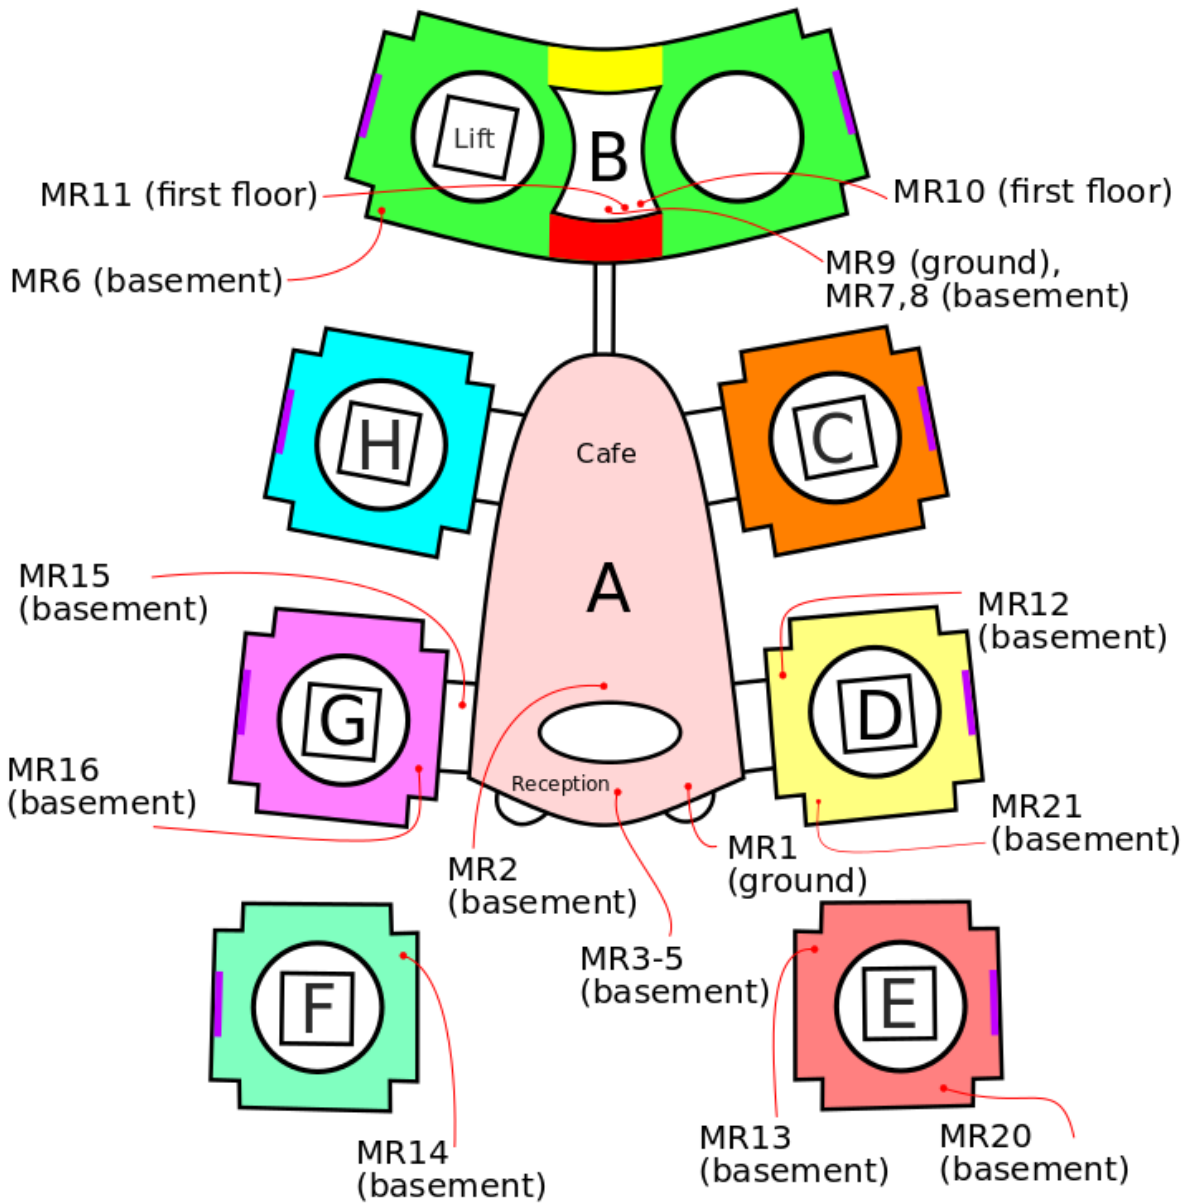 Lift
B
MR11 (first floor)
MR10 (first floor)
MR6 (basement)
MR9 (ground),
MR7,8 (basement)
H
C
Cafe
A
MR15
(basement)
MR12
(basement)
G
D
MR16
(basement)
Reception
MR21
(basement)
MR2
(basement)
MR1
(ground)
MR3-5
(basement)
F
E
MR14
(basement)
MR13
(basement)
MR20
(basement)